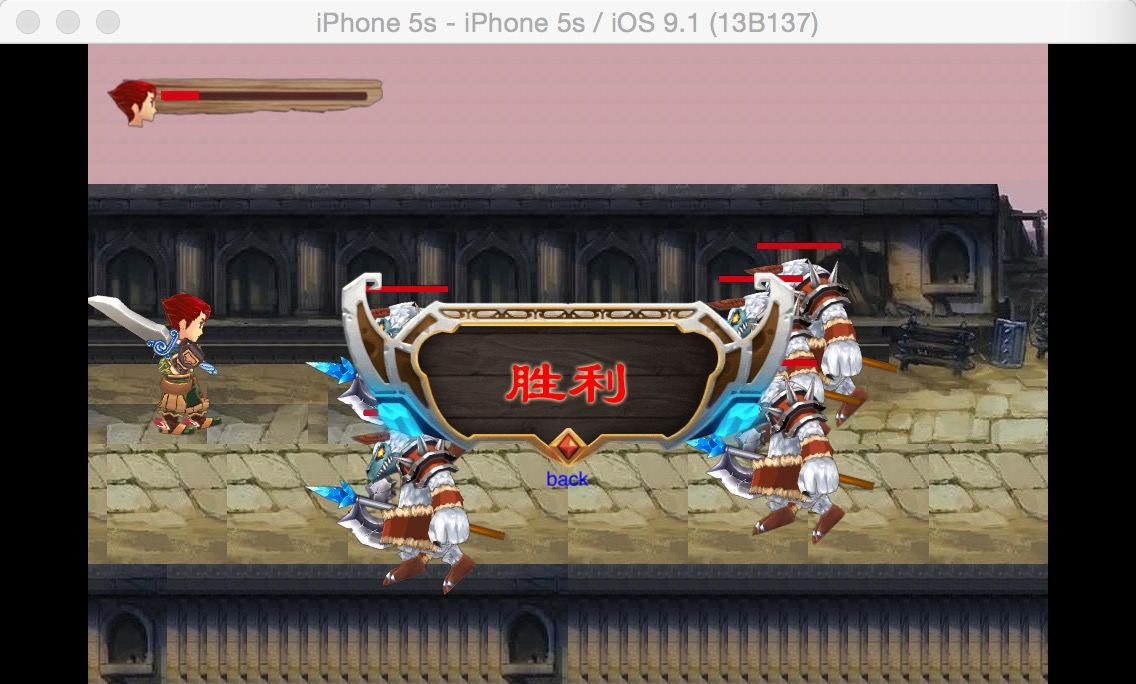 iPhone 5s - iPhone 5s / iOS 9.1 (13B137)
胜利
back